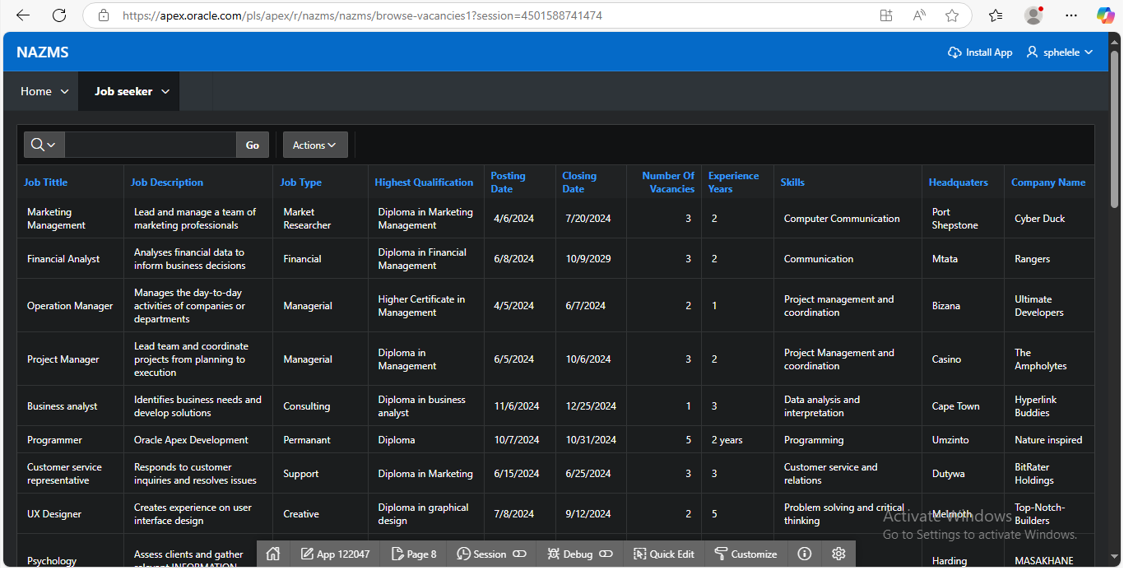 https://apex.oracle.com/pls/apex/r/nazms/nazms/browse-vacancies1?session=4501588741474
NAZMS
Install App
sphelele
Home
Job seeker
Go
Actions
Job Tittle Job Description Job Type Highest Qualification Posting Date Closing Date Number Of Vacancies Experience Years Skills Headquaters Company Name
Marketing Management Lead and manage a team of marketing professionals Market Researcher Diploma in Marketing Management 4/6/2024 7/20/2024 3 2 Computer Communication Port Shepstone Cyber Duck
Financial Analyst Analyses financial data to inform business decisions Financial Diploma in Financial Management 6/8/2024 10/9/2029 3 2 Communication Mtata Rangers
Operation Manager Manages the day-to-day activities of companies or departments Managerial Higher Certificate in Management 4/5/2024 6/7/2024 2 1 Project management and coordination Bizana Ultimate Developers
Project Manager Lead team and coordinate projects from planning to execution Managerial Diploma in Management 6/5/2024 10/6/2024 3 2 Project Management and coordination Casino The Ampholytes
Business analyst Identifies business needs and develop solutions Consulting Diploma in business analyst 11/6/2024 12/25/2024 1 3 Data analysis and interpretation Cape Town Hyperlink Buddies
Programmer Oracle Apex Development Permanant Diploma 10/7/2024 10/31/2024 5 2 years Programming Umzinto Nature inspired
Customer service representative Responds to customer inquiries and resolves issues Support Diploma in Marketing 6/15/2024 6/25/2024 3 3 Customer service and relations Dutywa BitRater Holdings
UX Designer Creates experience on user interface design Creative Diploma in graphical design 7/8/2024 9/12/2024 2 5 Problem solving and critical thinking Melmoth Top-Notch-Builders
Psychology Assess clients and gather relevant INFORMATION Harding MASAKHANE
Activate Windows
Go to Settings to activate Windows.
App 122047
Page 8
Session
Debug
Quick Edit
Customize